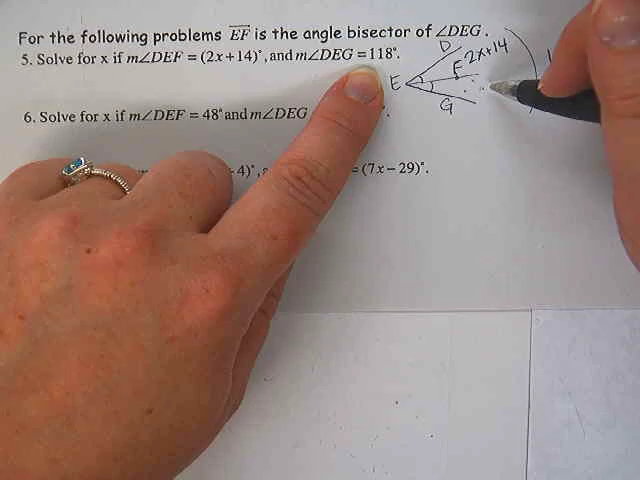 For the following problems EF is the angle bisector of ∠DEG.
5. Solve for x if m∠DEF = (2x+14)°, and m∠DEG = 118°.
D
F 2x+14
E
G
6. Solve for x if m∠DEF = 48° and m∠DEG
4)°, = (7x − 29)°.